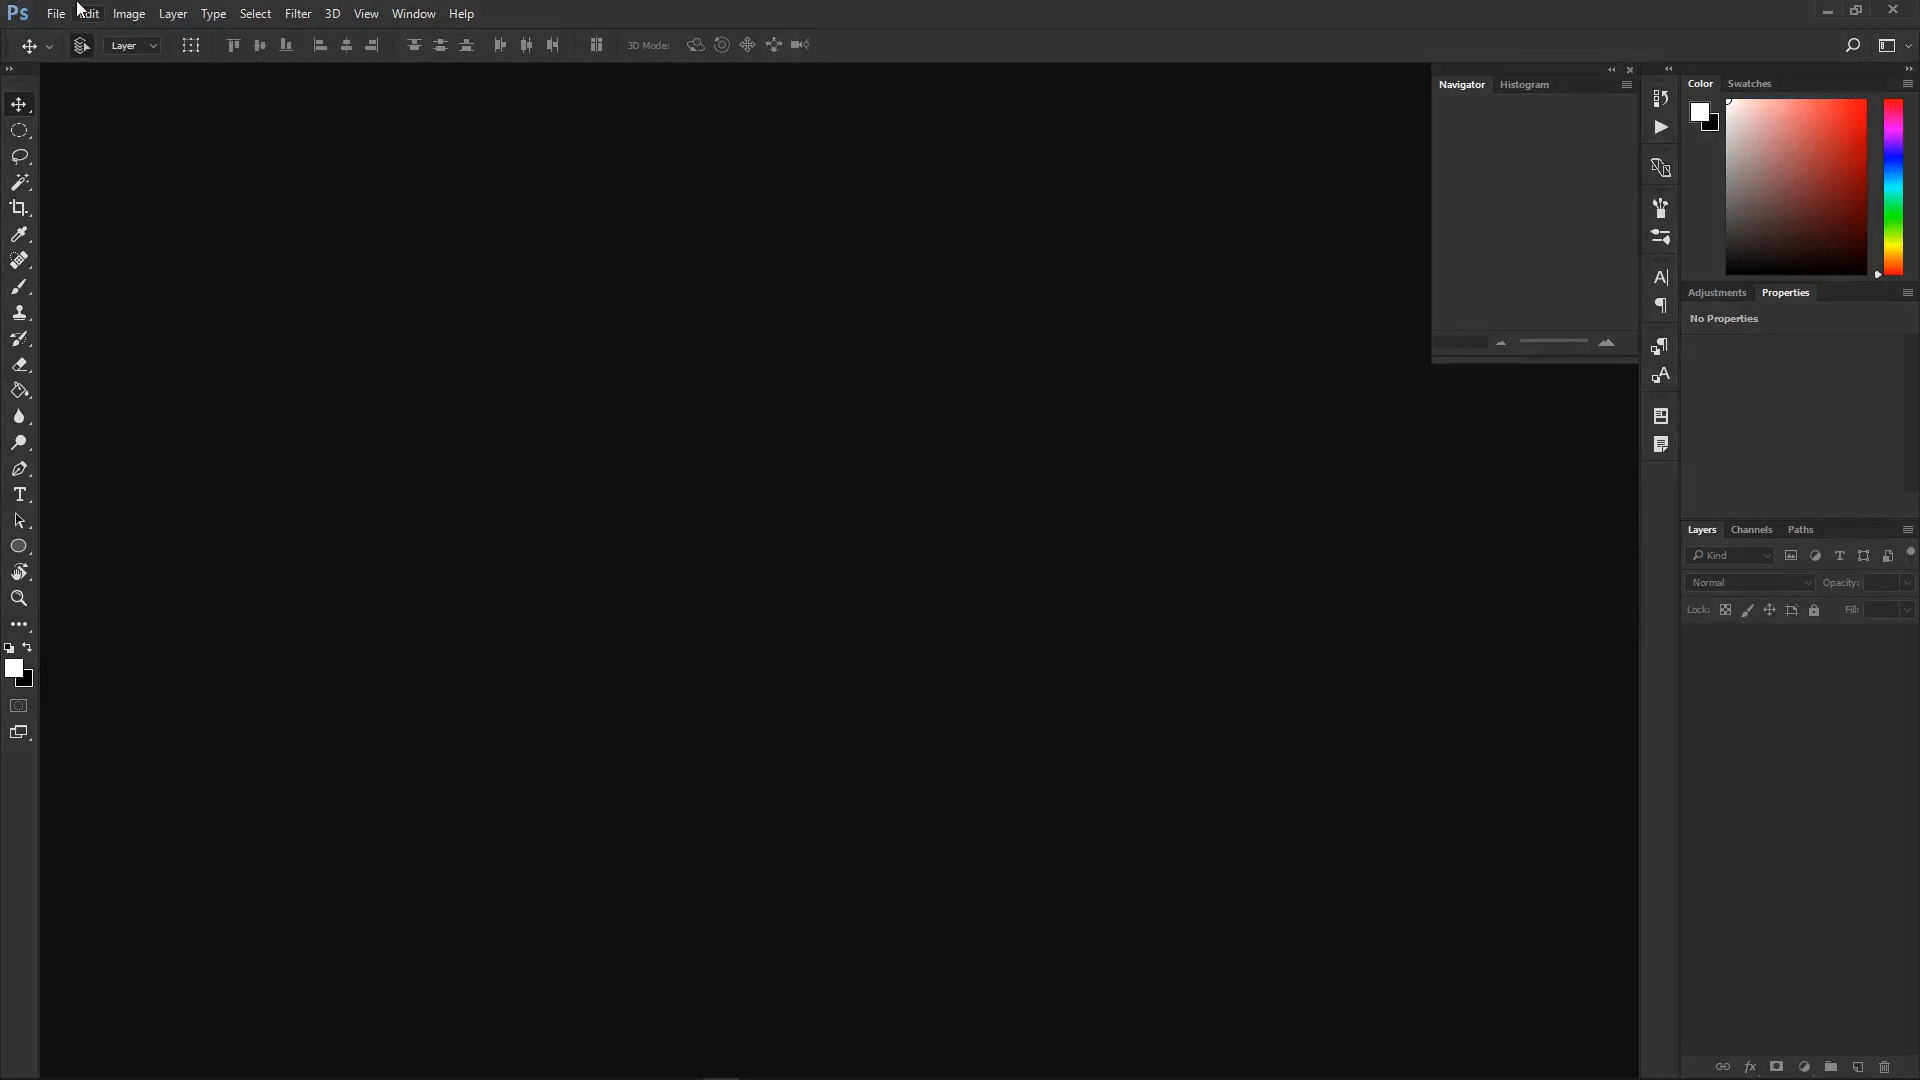 Ps File Edit Image Layer Type Select Filter 3D View Window Help
Layer 3D Mode:
Navigator Histogram
Color Swatches
Adjustments Properties
No Properties
Layers Channels Paths
Kind
Normal Opacity:
Lock: Fill: